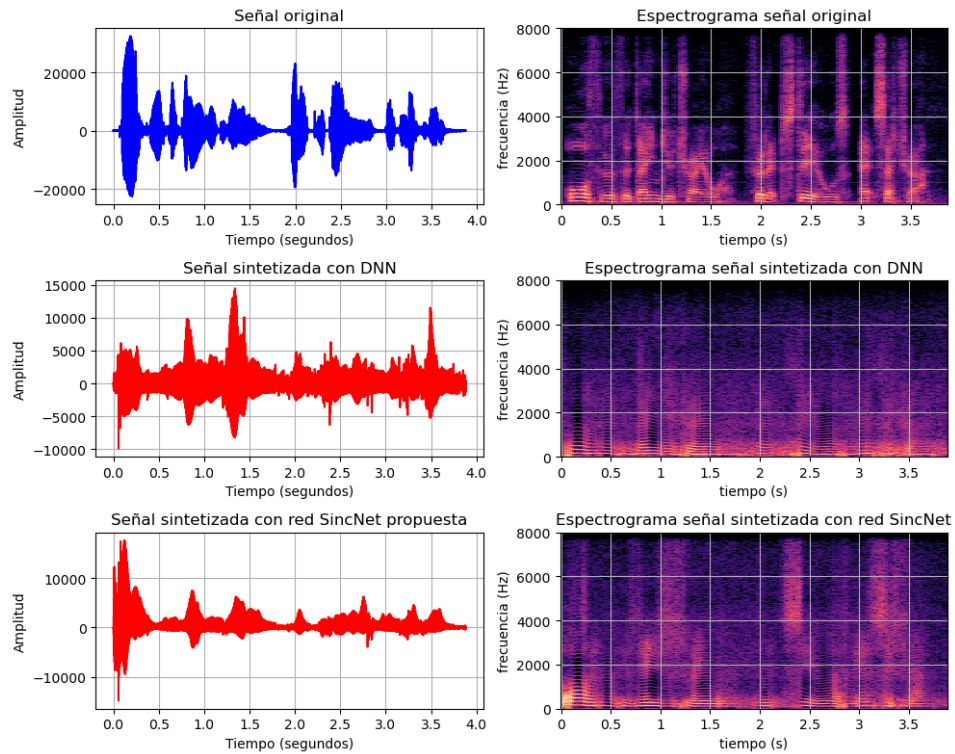 Señal original
Amplitud
20000
0
−20000
0.0 0.5 1.0 1.5 2.0 2.5 3.0 3.5 4.0
Tiempo (segundos)
Espectrograma señal original
frecuencia (Hz)
8000
6000
4000
2000
0
0 0.5 1 1.5 2 2.5 3 3.5
tiempo (s)
Señal sintetizada con DNN
Amplitud
15000
10000
5000
0
−5000
−10000
0.0 0.5 1.0 1.5 2.0 2.5 3.0 3.5 4.0
Tiempo (segundos)
Espectrograma señal sintetizada con DNN
frecuencia (Hz)
8000
6000
4000
2000
0
0 0.5 1 1.5 2 2.5 3 3.5
tiempo (s)
Señal sintetizada con red SincNet propuesta
Amplitud
10000
0
−10000
0.0 0.5 1.0 1.5 2.0 2.5 3.0 3.5 4.0
Tiempo (segundos)
Espectrograma señal sintetizada con red SincNet
frecuencia (Hz)
8000
6000
4000
2000
0
0 0.5 1 1.5 2 2.5 3 3.5
tiempo (s)